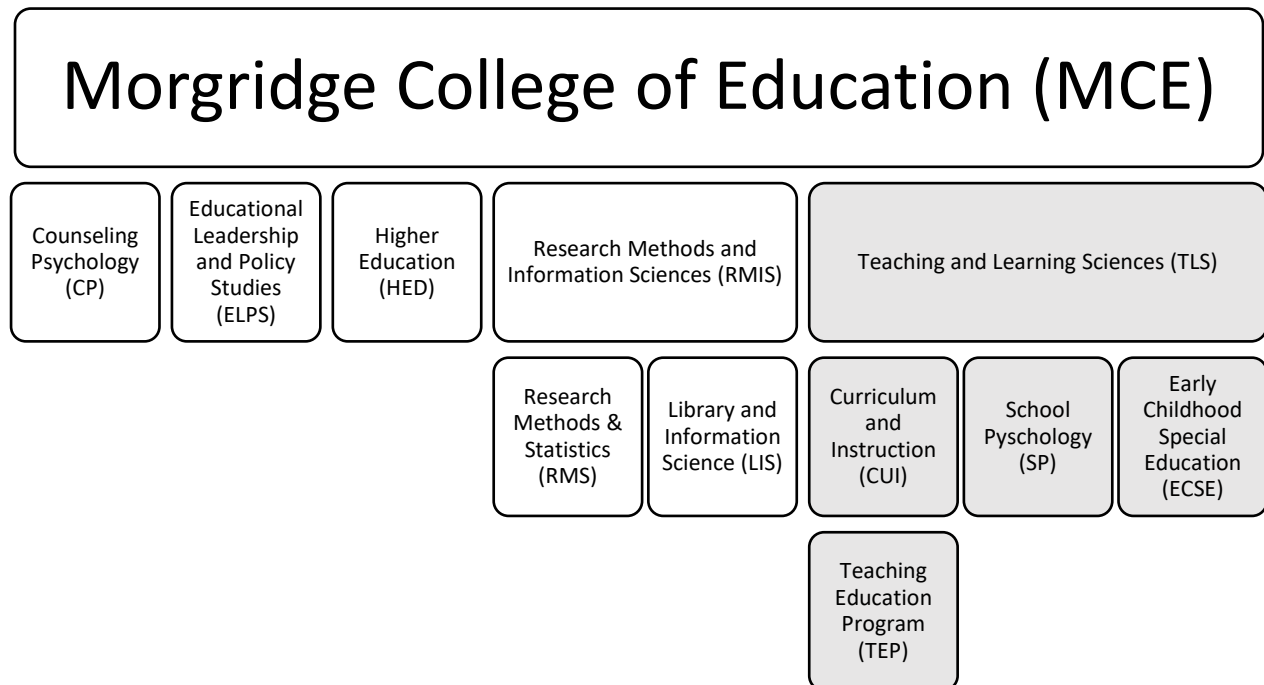 Morgridge College of Education (MCE)
Counseling
Psychology
(CP)
Educational
Leadership
and Policy
Studies
(ELPS)
Higher
Education
(HED)
Research Methods and
Information Sciences (RMIS)
Teaching and Learning Sciences (TLS)
Research
Methods &
Statistics
(RMS)
Library and
Information
Science (LIS)
Curriculum
and
Instruction
(CUI)
School
Pyschology
(SP)
Early
Childhood
Special
Education
(ECSE)
Teaching
Education
Program
(TEP)